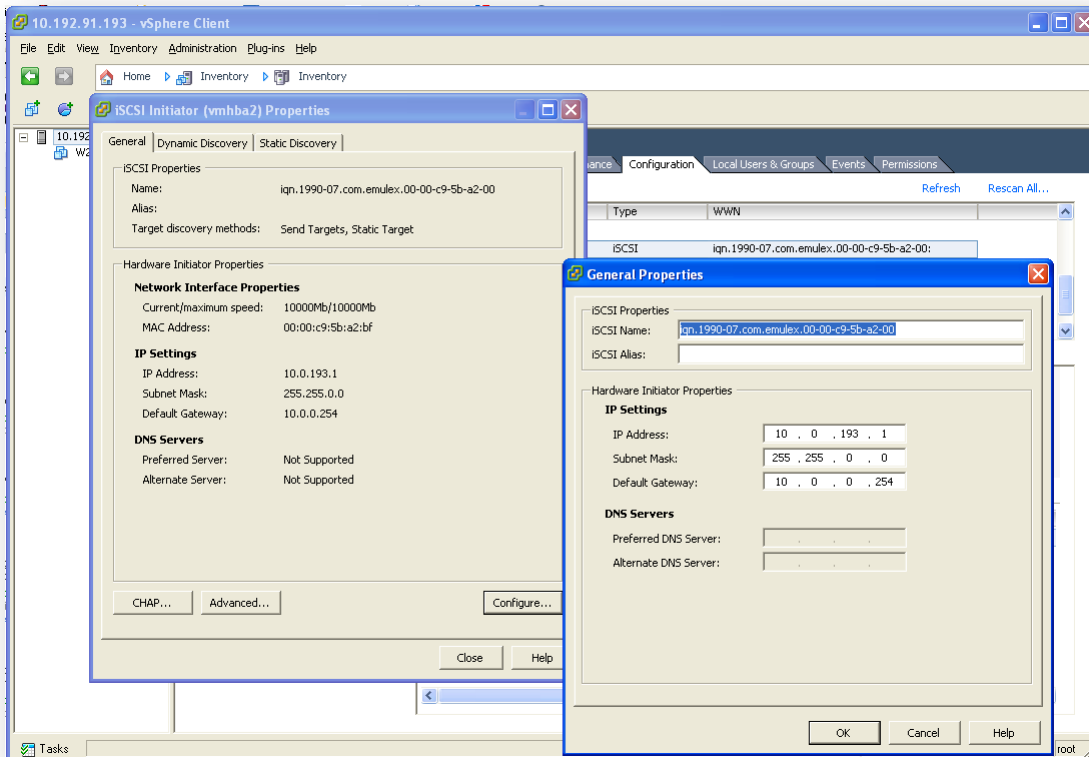 10.192.91.193 - vSphere Client
File Edit View Inventory Administration Plug-ins Help
Home Inventory Inventory
10.192
W2
iSCSI Initiator (vmhba2) Properties
General Dynamic Discovery Static Discovery
iSCSI Properties
Name: iqn.1990-07.com.emulex.00-00-c9-5b-a2-00
Alias:
Target discovery methods: Send Targets, Static Target
Hardware Initiator Properties
Network Interface Properties
Current/maximum speed: 10000Mb/10000Mb
MAC Address: 00:00:c9:5b:a2:bf
IP Settings
IP Address: 10.0.193.1
Subnet Mask: 255.255.0.0
Default Gateway: 10.0.0.254
DNS Servers
Preferred Server: Not Supported
Alternate Server: Not Supported
CHAP... Advanced... Configure...
Close Help
ance Configuration Local Users & Groups Events Permissions
Refresh Rescan All...
Type WWN
iSCSI iqn.1990-07.com.emulex.00-00-c9-5b-a2-00:
General Properties
iSCSI Properties
iSCSI Name: iqn.1990-07.com.emulex.00-00-c9-5b-a2-00
iSCSI Alias:
Hardware Initiator Properties
IP Settings
IP Address: 10 . 0 . 193 . 1
Subnet Mask: 255 . 255 . 0 . 0
Default Gateway: 10 . 0 . 0 . 254
DNS Servers
Preferred DNS Server: . . .
Alternate DNS Server: . . .
OK Cancel Help
Tasks
root